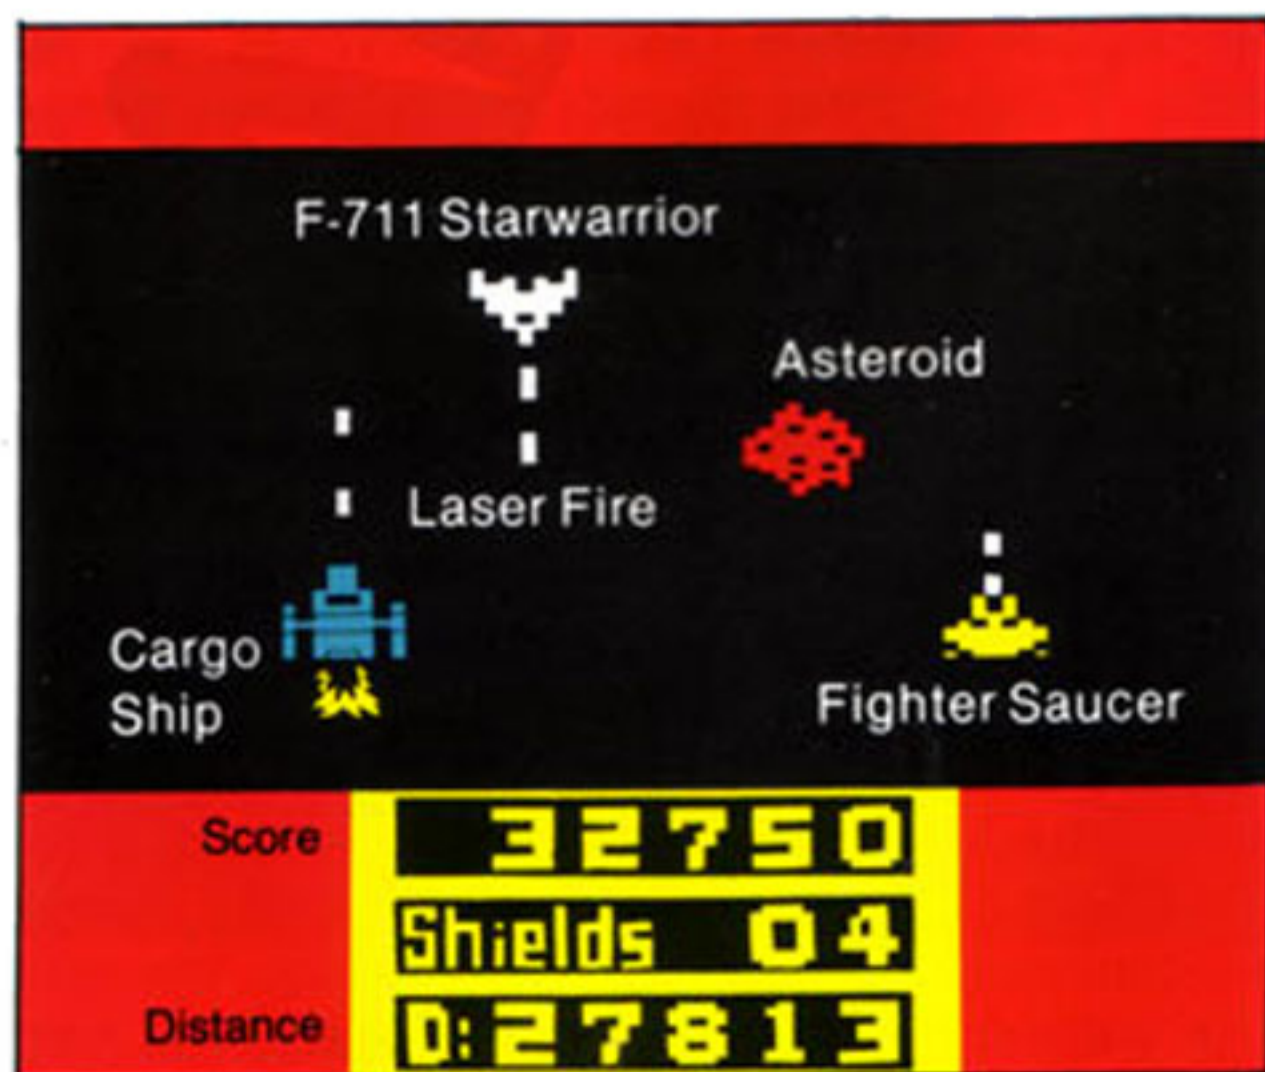 F-711 Starwarrior
Asteroid
Laser Fire
Cargo
Ship
Fighter Saucer
Score 32750
Shields 04
Distance D:27813